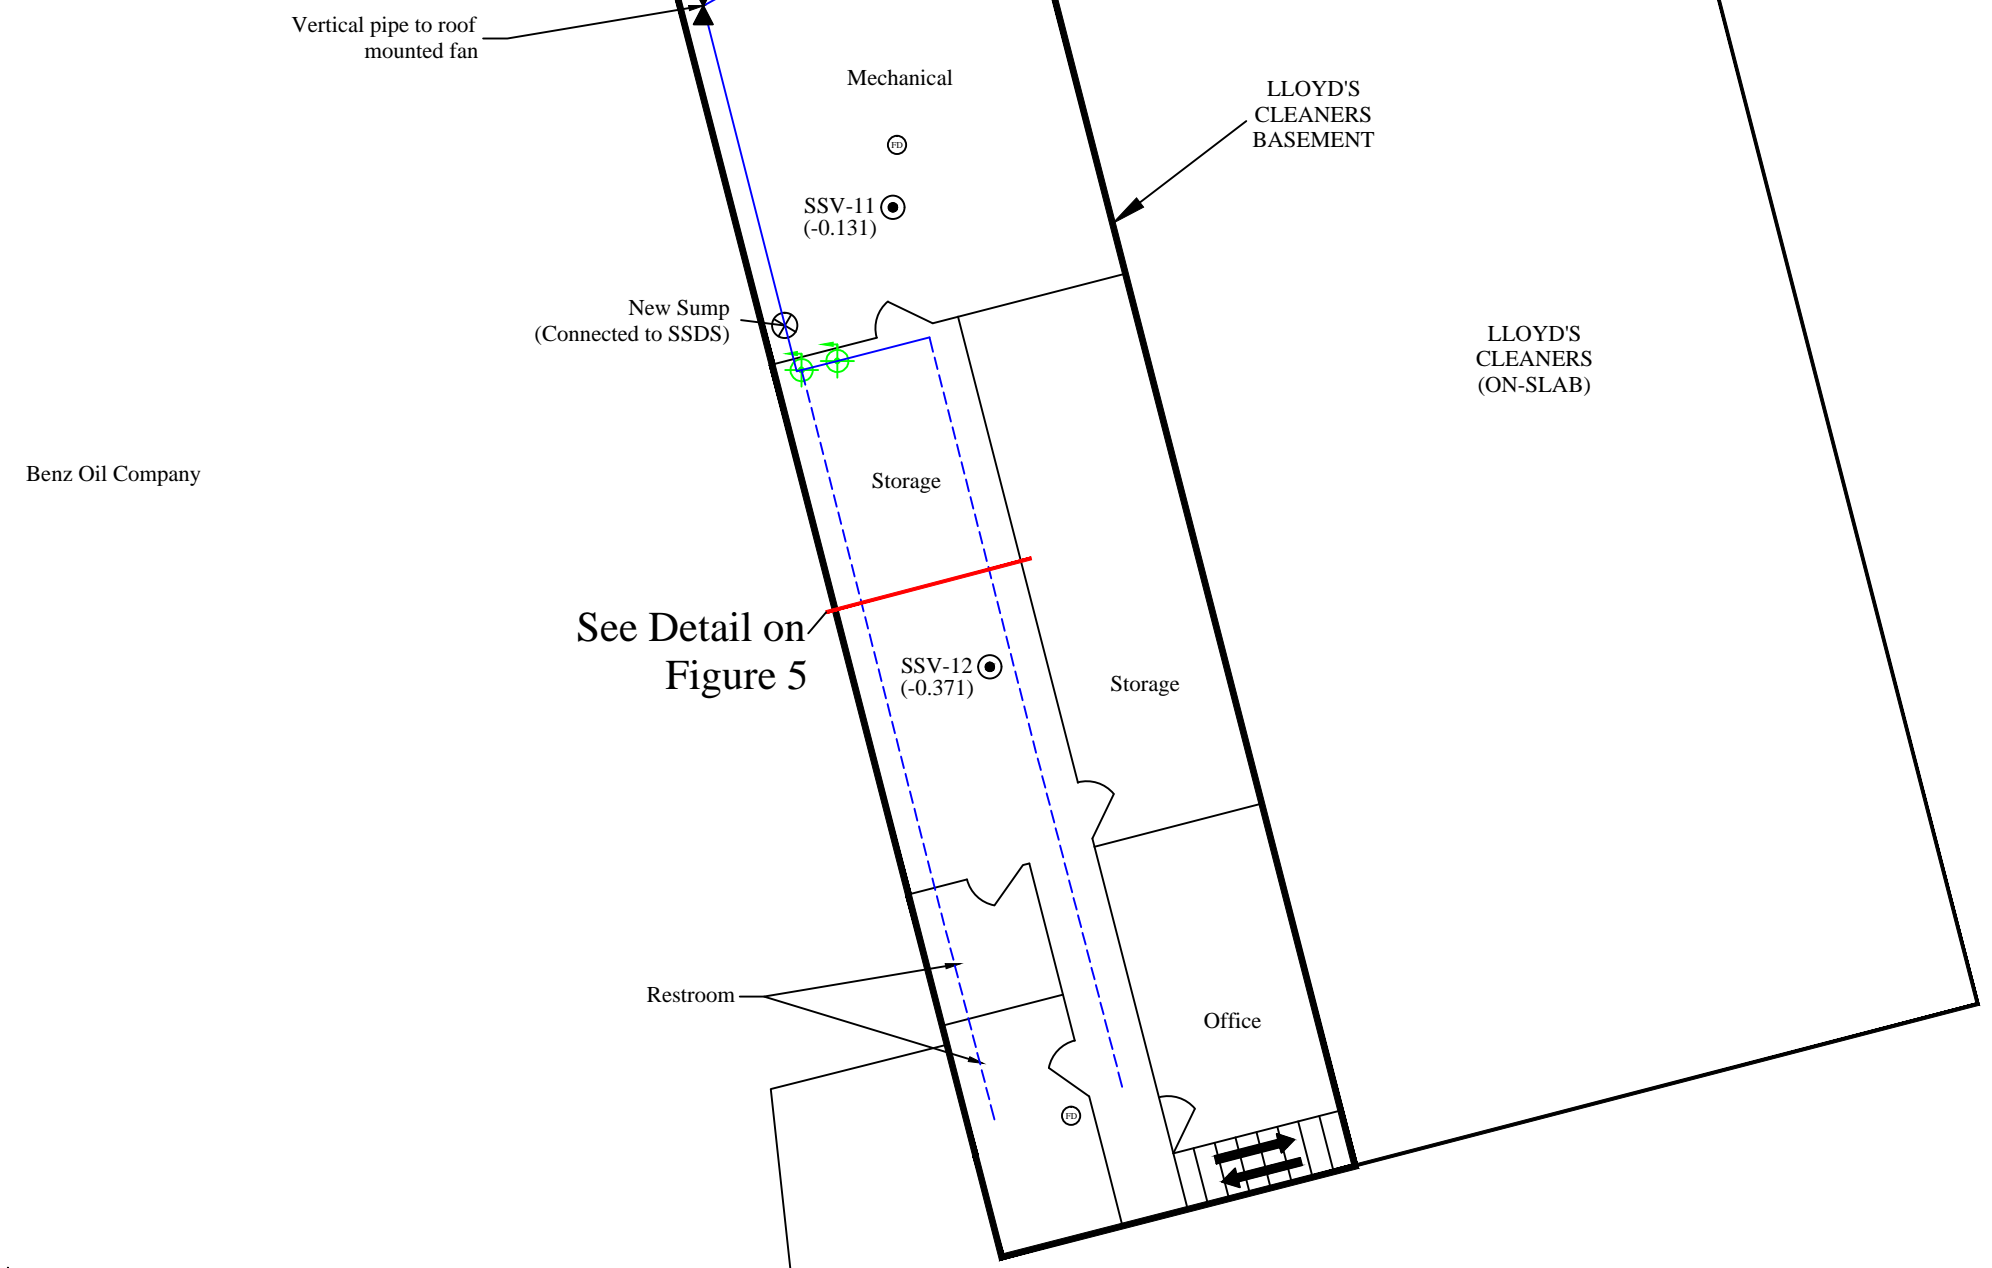 Vertical pipe to roof
mounted fan
Mechanical
LLOYD'S
CLEANERS
BASEMENT
FD
SSV-11
(-0.131)
New Sump
(Connected to SSDS)
LLOYD'S
CLEANERS
(ON-SLAB)
Benz Oil Company
Storage
See Detail on
Figure 5
SSV-12
(-0.371)
Storage
Restroom
Office
FD